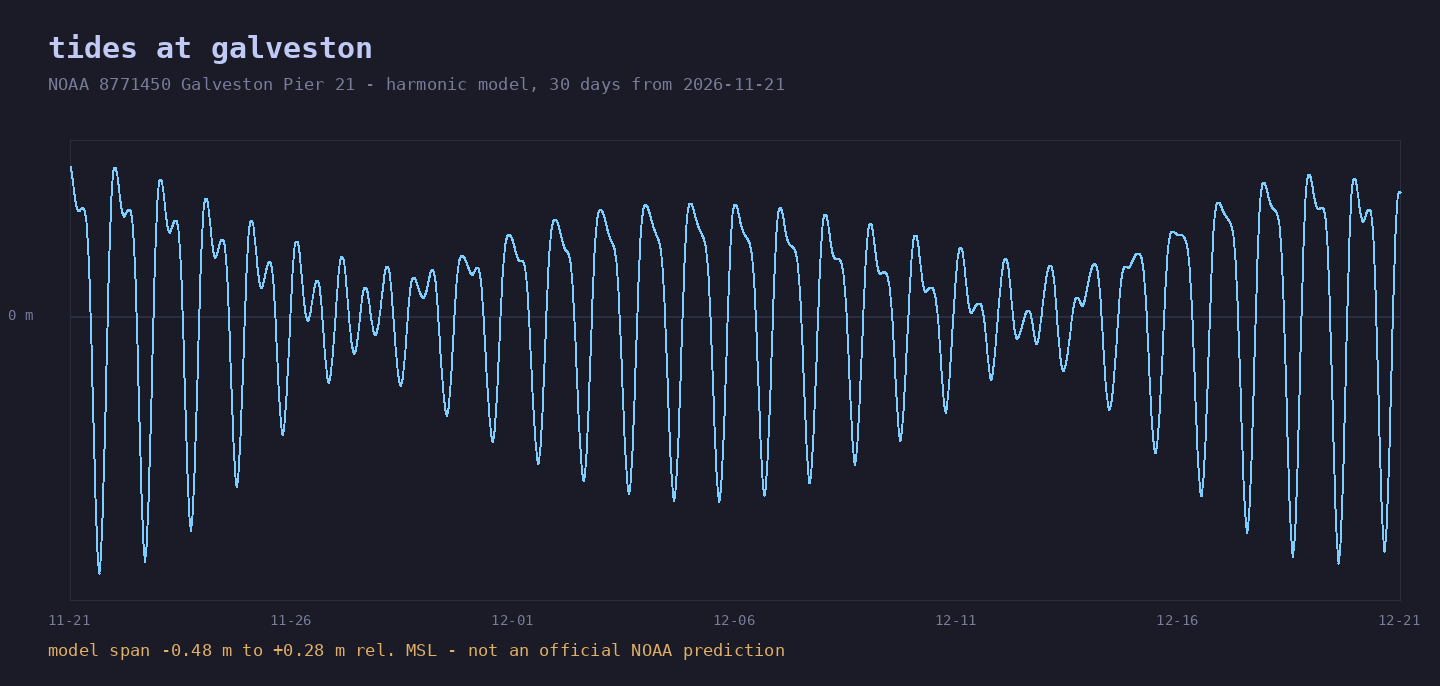 tides at galveston
NOAA 8771450 Galveston Pier 21 - harmonic model, 30 days from 2026-11-21
0 m
11-21 11-26 12-01 12-06 12-11 12-16 12-21
model span -0.48 m to +0.28 m rel. MSL - not an official NOAA prediction